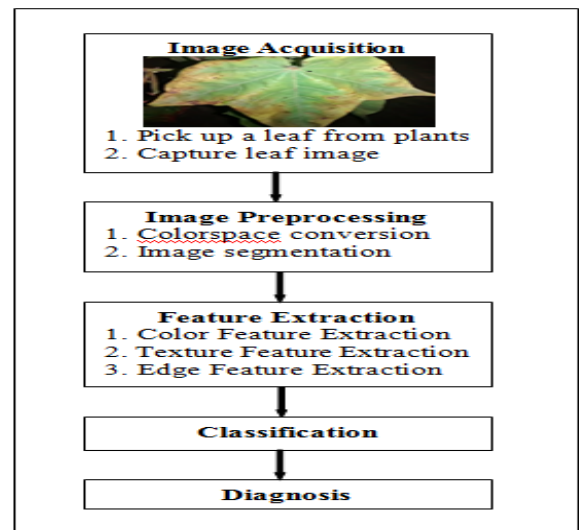 Image Acquisition
1. Pick up a leaf from plants
2. Capture leaf image
Image Preprocessing
1. Colorspace conversion
2. Image segmentation
Feature Extraction
1. Color Feature Extraction
2. Texture Feature Extraction
3. Edge Feature Extraction
Classification
Diagnosis